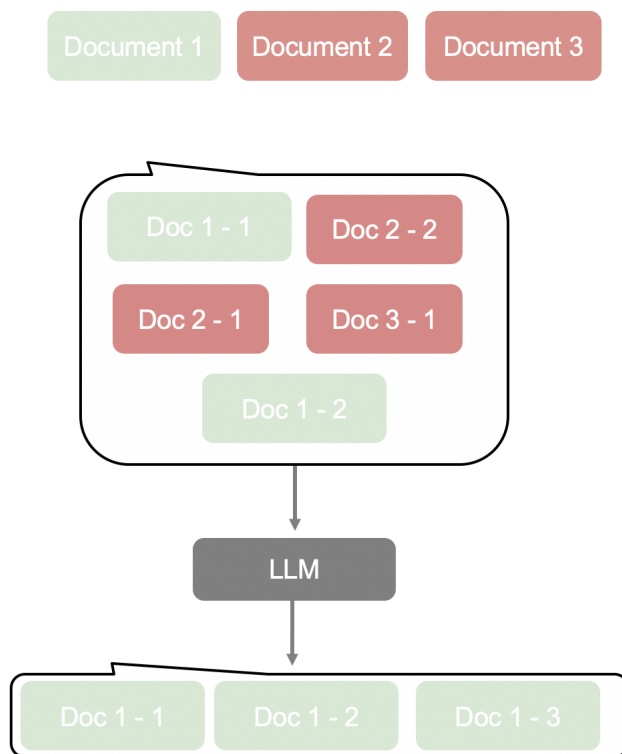 Document 1
Document 2
Document 3
Doc 1 - 1
Doc 2 - 2
Doc 2 - 1
Doc 3 - 1
Doc 1 - 2
LLM
Doc 1 - 1
Doc 1 - 2
Doc 1 - 3